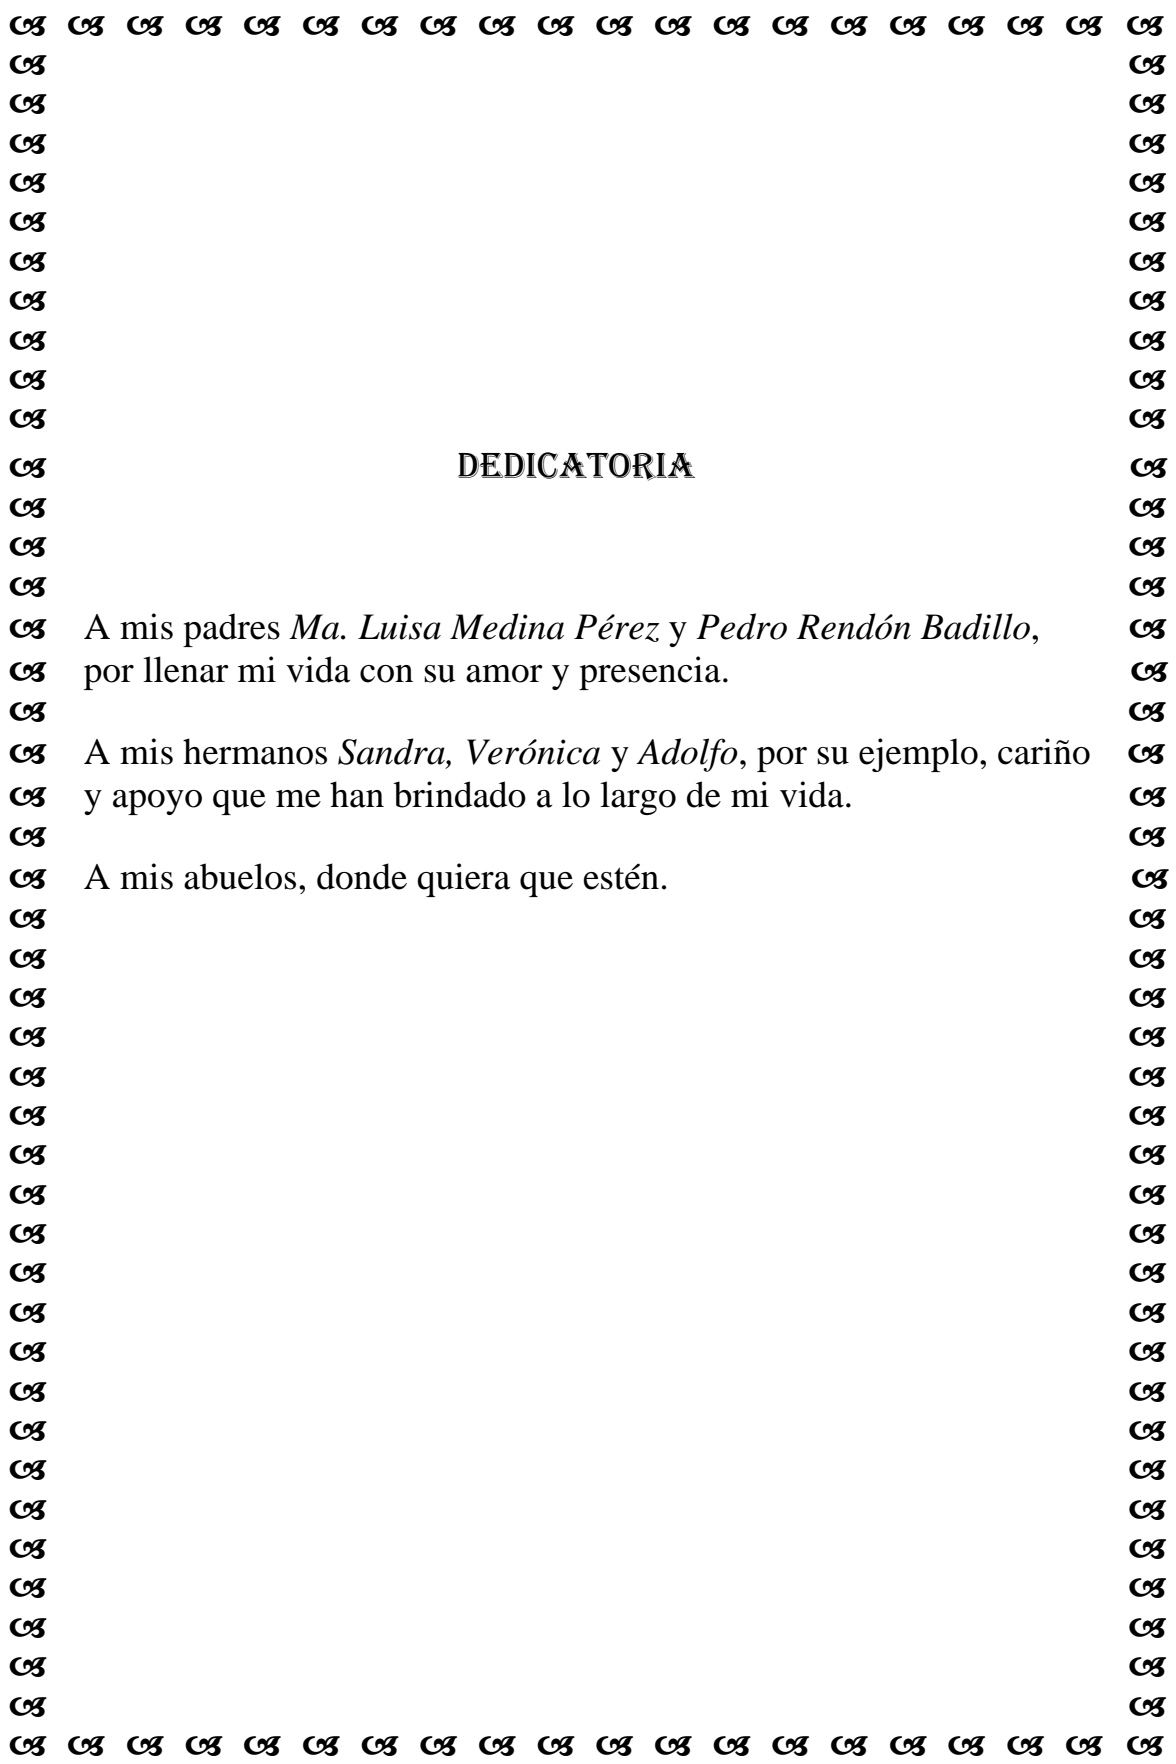 DEDICATORIA
A mis padres Ma. Luisa Medina Pérez y Pedro Rendón Badillo,
por llenar mi vida con su amor y presencia.
A mis hermanos Sandra, Verónica y Adolfo, por su ejemplo, cariño
y apoyo que me han brindado a lo largo de mi vida.
A mis abuelos, donde quiera que estén.